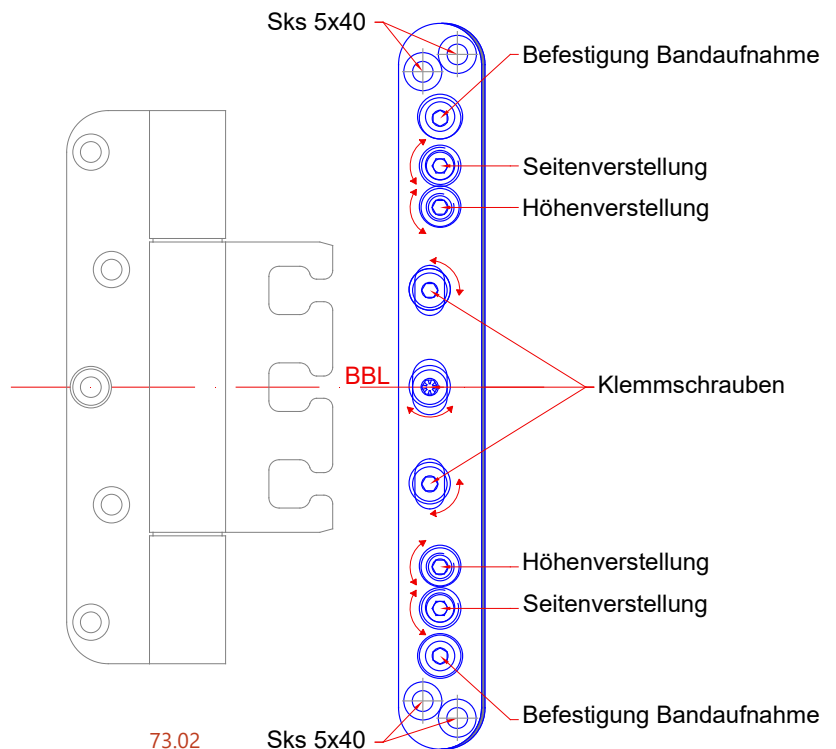 Sks 5x40
Befestigung Bandaufnahme
Seitenverstellung
Höhenverstellung
BBL
Klemmschrauben
Höhenverstellung
Seitenverstellung
Befestigung Bandaufnahme
73.02
Sks 5x40